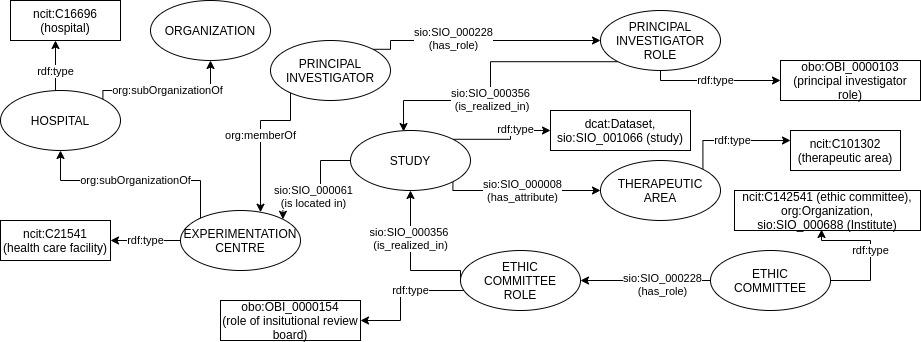 ncit:C16696
(hospital)
ORGANIZATION
sio:SIO_000228
(has_role)
PRINCIPAL
INVESTIGATOR
ROLE
PRINCIPAL
INVESTIGATOR
rdf:type
org:subOrganizationOf
rdf:type
obo:OBI_0000103
(principal investigator
role)
sio:SIO_000356
(is_realized_in)
HOSPITAL
org:memberOf
rdf:type
dcat:Dataset,
sio:SIO_001066 (study)
rdf:type
ncit:C101302
(therapeutic area)
STUDY
org:subOrganizationOf
sio:SIO_000061
(is located in)
sio:SIO_000008
(has_attribute)
THERAPEUTIC
AREA
ncit:C142541 (ethic committee),
org:Organization,
sio:SIO_000688 (Institute)
ncit:C21541
(health care facility)
rdf:type
EXPERIMENTATION
CENTRE
sio:SIO_000356
(is_realized_in)
rdf:type
ETHIC
COMMITTEE
ROLE
sio:SIO_000228
(has_role)
ETHIC
COMMITTEE
rdf:type
obo:OBI_0000154
(role of insitutional review
board)